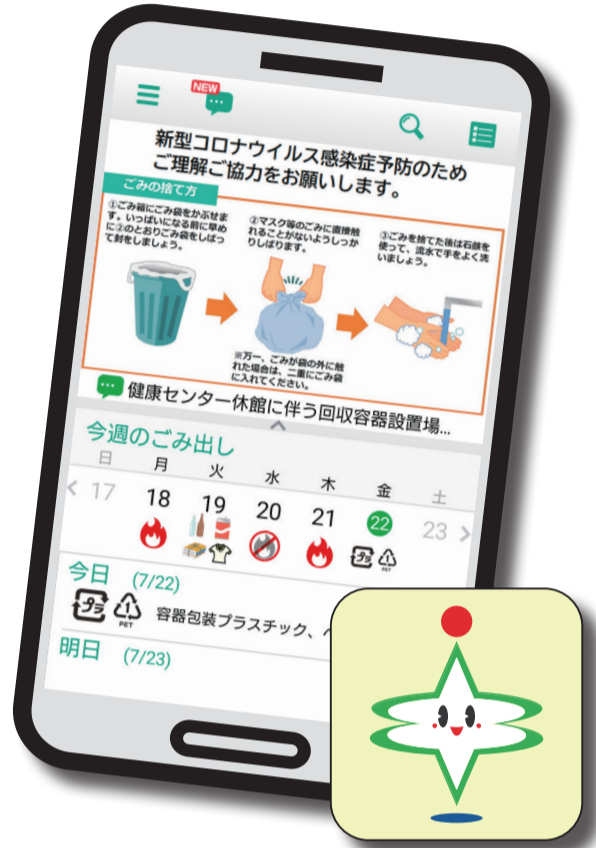 NEW
新型コロナウイルス感染症予防のため
ご理解ご協力をお願いします。
ごみの捨て方
①ごみ箱にごみ袋をかぶせま
す。いっぱいになる前に早め
に②のとおりごみ袋をしばっ
て封をしましょう。
②マスク等のごみに直接触
れることがないようしっか
りしばります。
③ごみを捨てた後は石鹸を
使って、流水で手をよく洗
いましょう。
※万一、ごみが袋の外に触
れた場合は、二重にごみ袋
に入れてください。
健康センター休館に伴う回収容器設置場...
今週のごみ出し
日 月 火 水 木 金 土
17 18 19 20 21 22 23
プラ 1 PET
今日 (7/22)
プラ 1 PET 容器包装プラスチック、ペ
明日 (7/23)